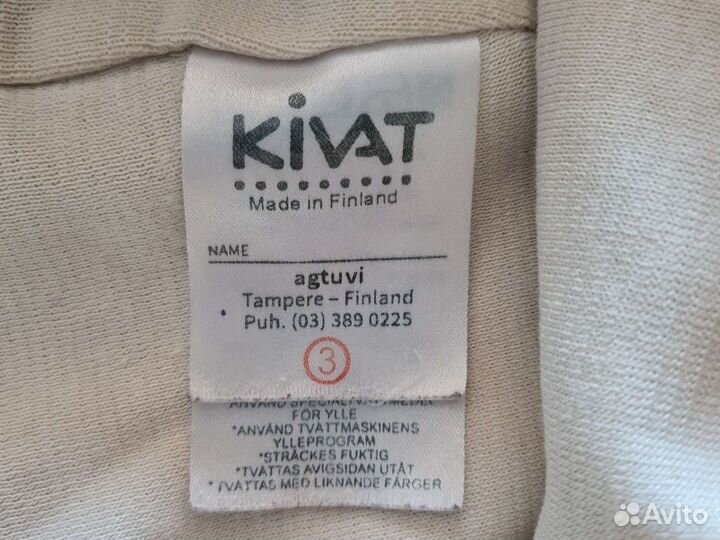 KiVAT
Made in Finland
NAME
agtuvi
Tampere – Finland
Puh. (03) 389 0225
3
FÖR YLLE
*ANVÄND TVÄTTMASKINENS
YLLEPROGRAM
*STRÄCKES FUKTIG
*TVÄTTAS AVIGSIDAN UTÅT
*TVÄTTAS MED LIKNANDE FÄRGER
Avito